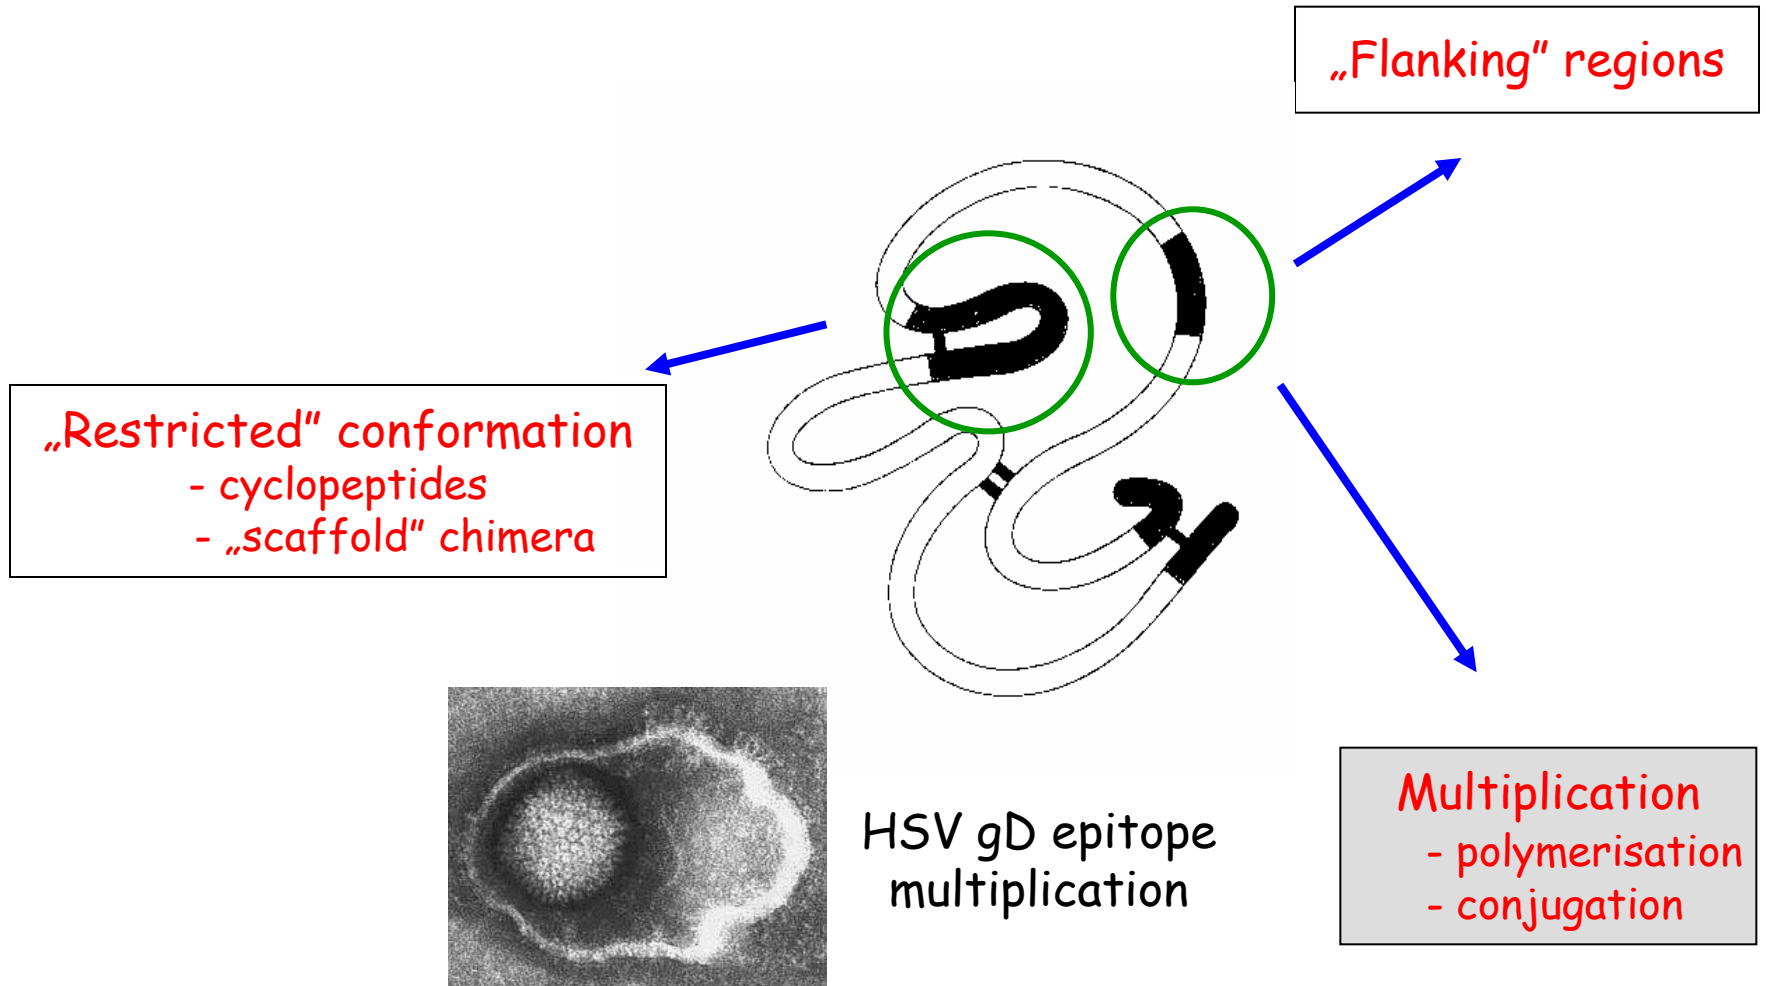 „Flanking” regions
„Restricted” conformation
- cyclopeptides
- „scaffold” chimera
HSV gD epitope
multiplication
Multiplication
- polymerisation
- conjugation